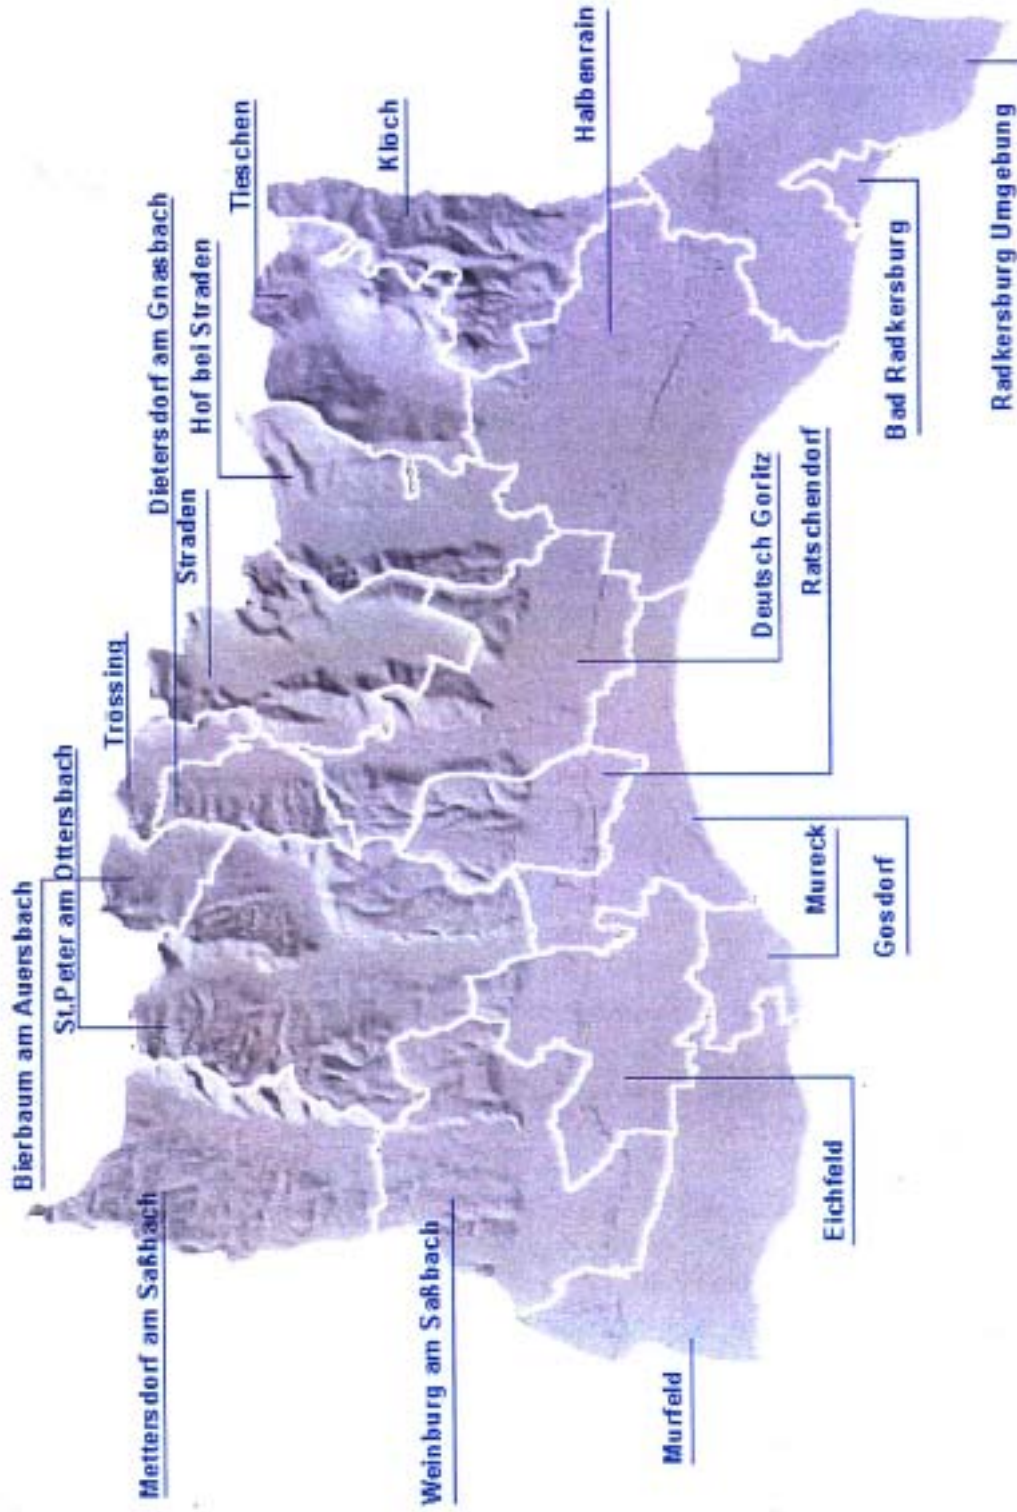 Bierbaum am Auersbach
St.Peter am Ottersbach
Trössing
Dietersdorf am Gnasbach
Straden
Hof bei Straden
Tieschen
Klöch
Halbenrain
Mettersdorf am Saßbach
Weinburg am Saßbach
Murfeld
Eichfeld
Mureck
Gosdorf
Deutsch Goritz
Ratschendorf
Bad Radkersburg
Radkersburg Umgebung